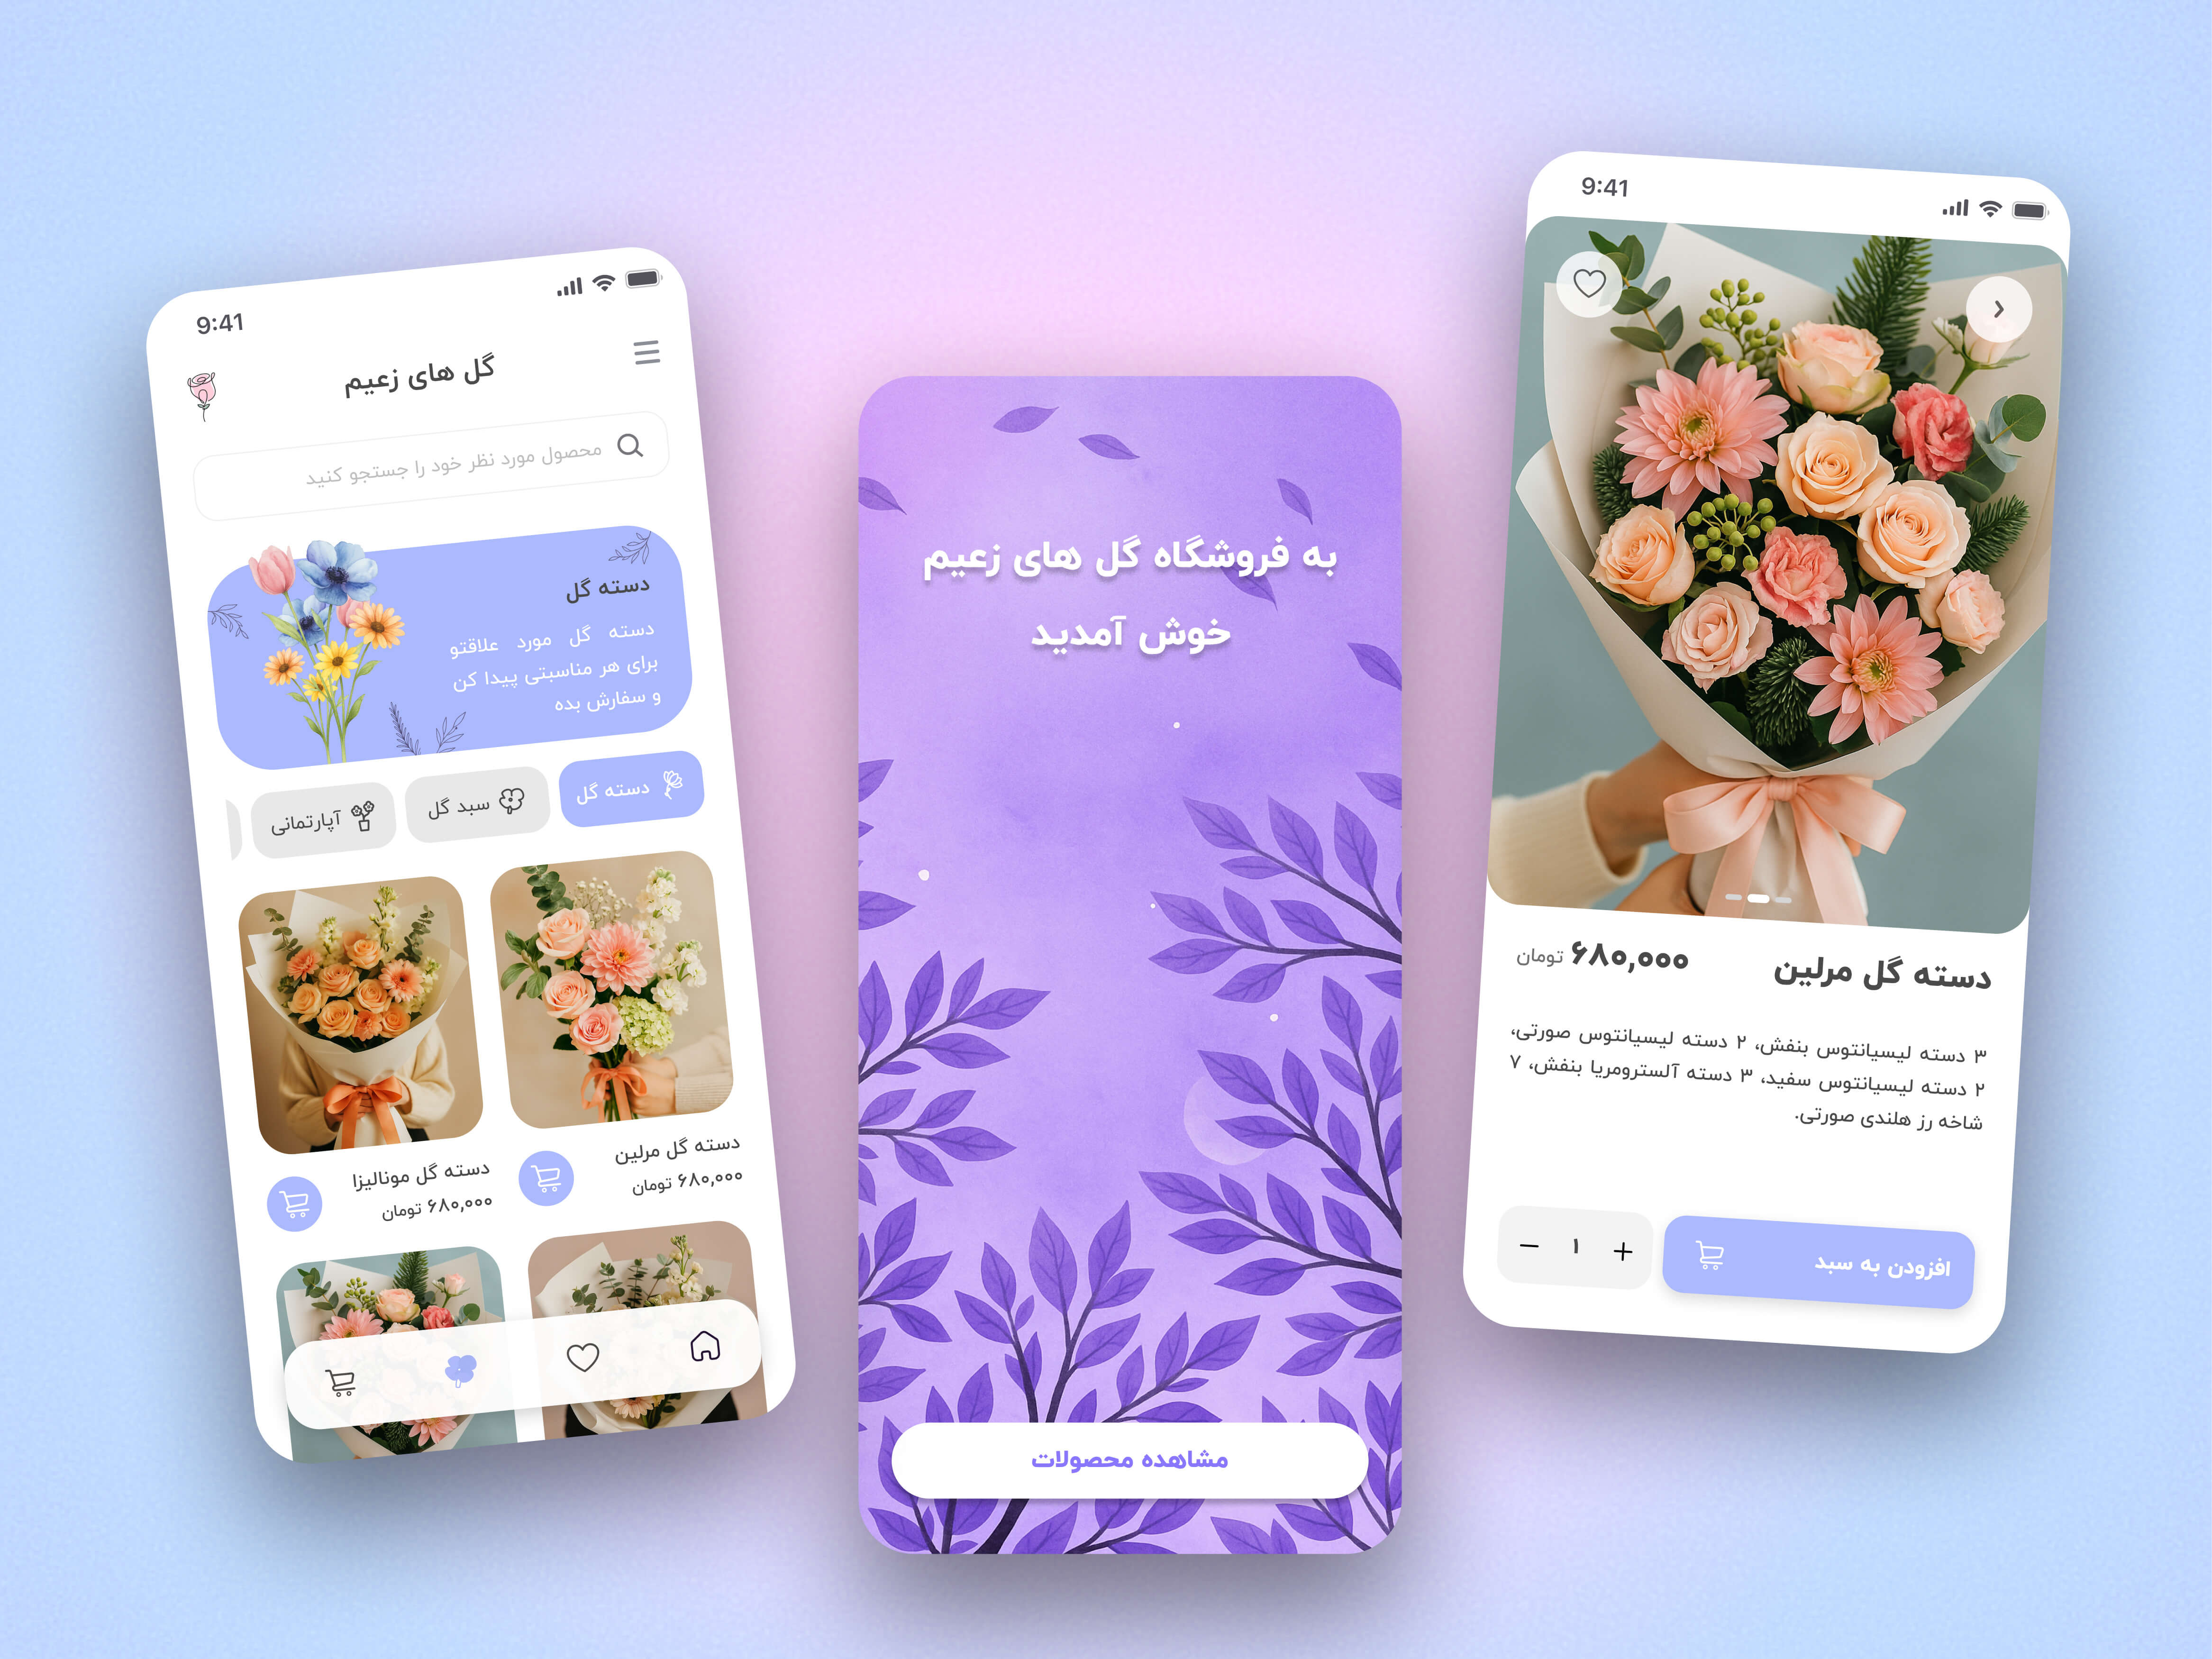 9:41
گل های زعیم
محصول مورد نظر خود را جستجو کنید
دسته گل
دسته گل مورد علاقتو
برای هر مناسبتی پیدا کن
و سفارش بده
دسته گل
سبد گل
آپارتمانی
دسته گل مرلین
۶۸۰,۰۰۰ تومان
دسته گل مونالیزا
۶۸۰,۰۰۰ تومان
به فروشگاه گل های زعیم
خوش آمدید
مشاهده محصولات
9:41
دسته گل مرلین
۶۸۰,۰۰۰ تومان
۳ دسته لیسیانتوس بنفش، ۲ دسته لیسیانتوس صورتی،
۲ دسته لیسیانتوس سفید، ۳ دسته آلسترومریا بنفش، ۷
شاخه رز هلندی صورتی.
افزودن به سبد
+ ۱ −